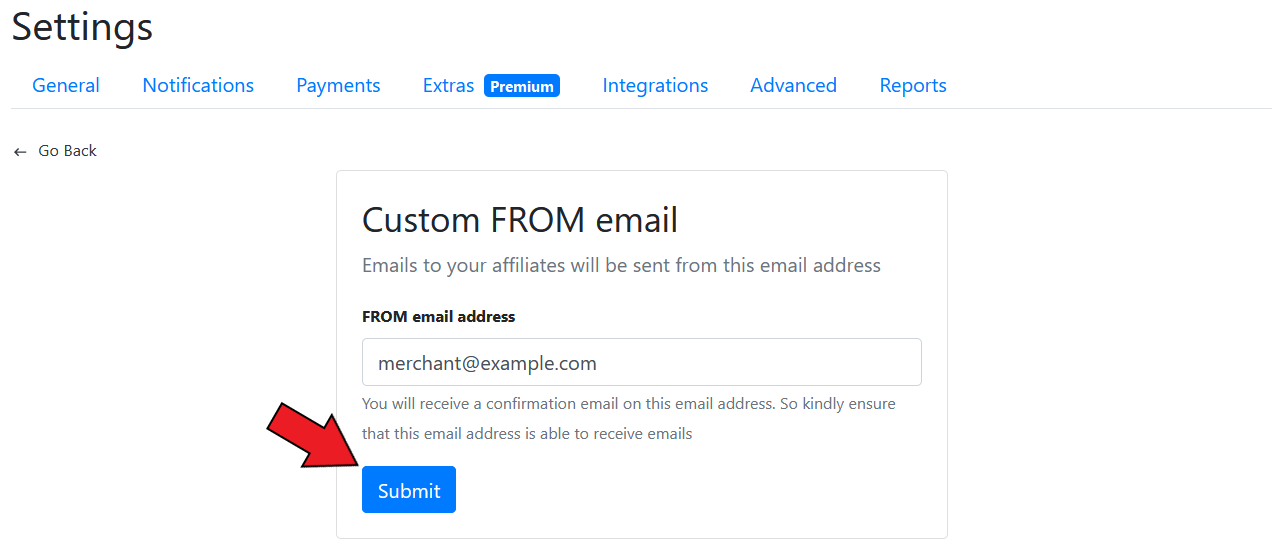 Settings
General Notifications Payments Extras Premium Integrations Advanced Reports
← Go Back
Custom FROM email
Emails to your affiliates will be sent from this email address
FROM email address
merchant@example.com
You will receive a confirmation email on this email address. So kindly ensure
that this email address is able to receive emails
Submit